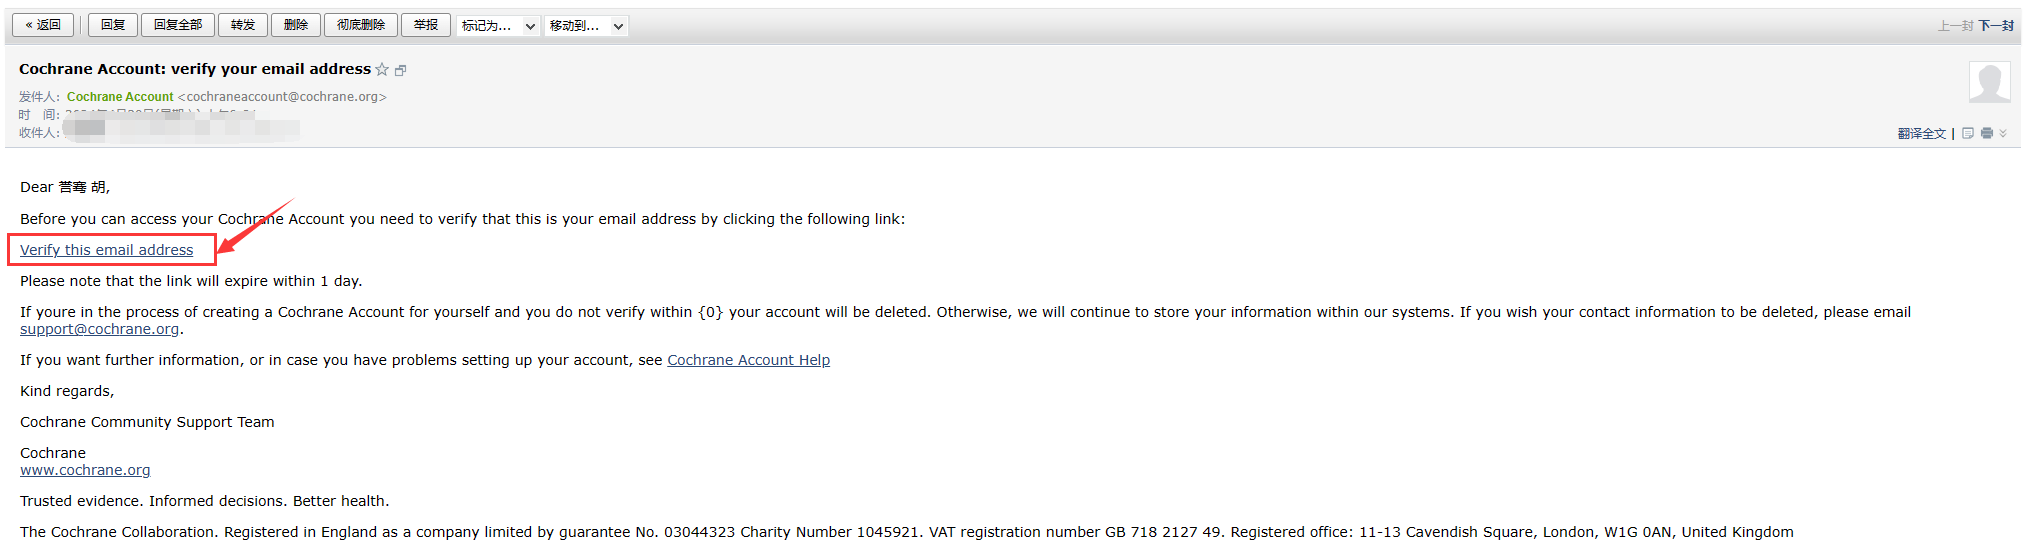 « 返回 回复 回复全部 转发 删除 彻底删除 举报 标记为... 移动到... 上一封 下一封
Cochrane Account: verify your email address
发件人: Cochrane Account <cochraneaccount@cochrane.org>
时 间:
收件人:
翻译全文 |
Dear 菅骞 胡,
Before you can access your Cochrane Account you need to verify that this is your email address by clicking the following link:
Verify this email address
Please note that the link will expire within 1 day.
If youre in the process of creating a Cochrane Account for yourself and you do not verify within {0} your account will be deleted. Otherwise, we will continue to store your information within our systems. If you wish your contact information to be deleted, please email
support@cochrane.org.
If you want further information, or in case you have problems setting up your account, see Cochrane Account Help
Kind regards,
Cochrane Community Support Team
Cochrane
www.cochrane.org
Trusted evidence. Informed decisions. Better health.
The Cochrane Collaboration. Registered in England as a company limited by guarantee No. 03044323 Charity Number 1045921. VAT registration number GB 718 2127 49. Registered office: 11-13 Cavendish Square, London, W1G 0AN, United Kingdom